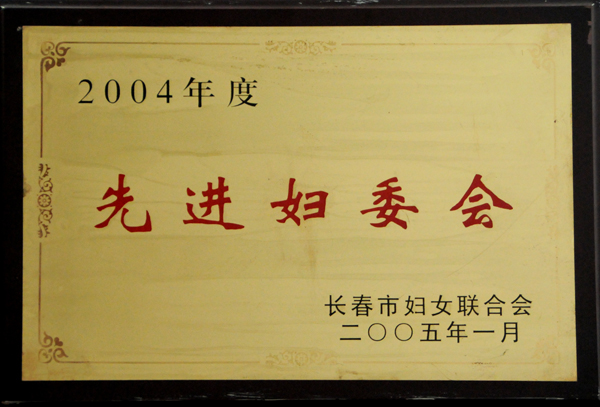 2004年度
先进妇委会
长春市妇女联合会
二〇〇五年一月